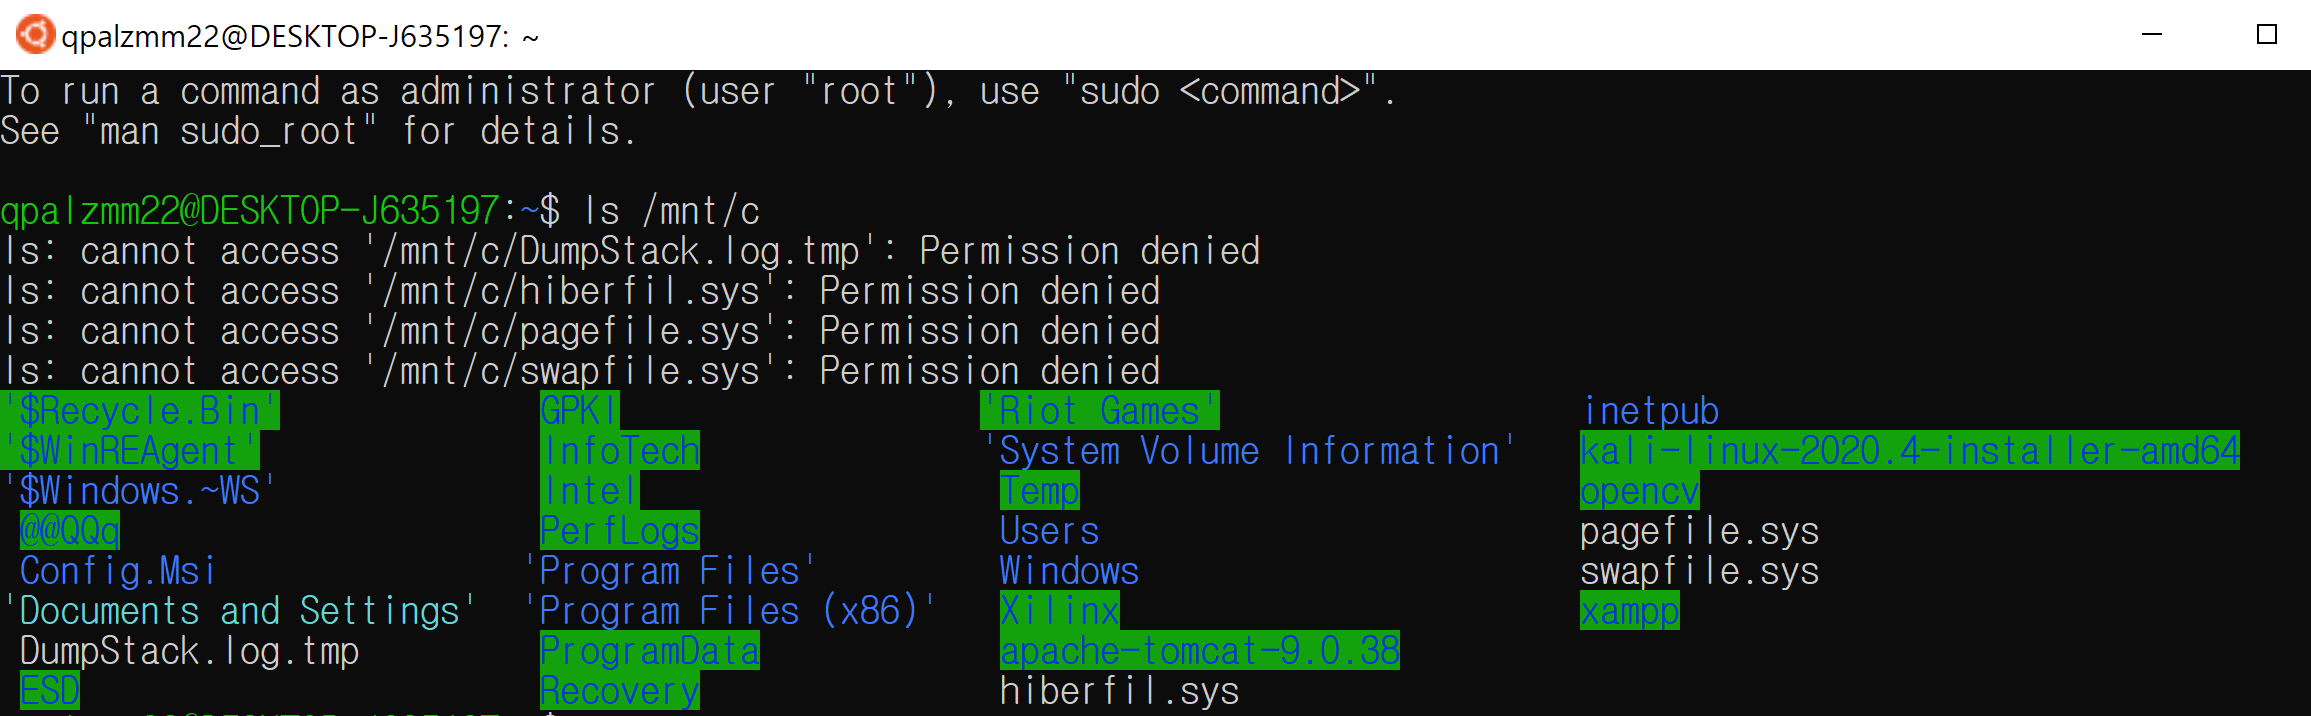 qpalzmm22@DESKTOP-J635197: ~
To run a command as administrator (user "root"), use "sudo <command>".
See "man sudo_root" for details.
qpalzmm22@DESKTOP-J635197:~$ ls /mnt/c
ls: cannot access '/mnt/c/DumpStack.log.tmp': Permission denied
ls: cannot access '/mnt/c/hiberfil.sys': Permission denied
ls: cannot access '/mnt/c/pagefile.sys': Permission denied
ls: cannot access '/mnt/c/swapfile.sys': Permission denied
'$Recycle.Bin' GPKI 'Riot Games' inetpub
'$WinREAgent' InfoTech 'System Volume Information' kali-linux-2020.4-installer-amd64
'$Windows.~WS' Intel Temp opencv
@@QQq PerfLogs Users pagefile.sys
Config.Msi 'Program Files' Windows swapfile.sys
'Documents and Settings' 'Program Files (x86)' Xilinx xampp
DumpStack.log.tmp ProgramData apache-tomcat-9.0.38
ESD Recovery hiberfil.sys